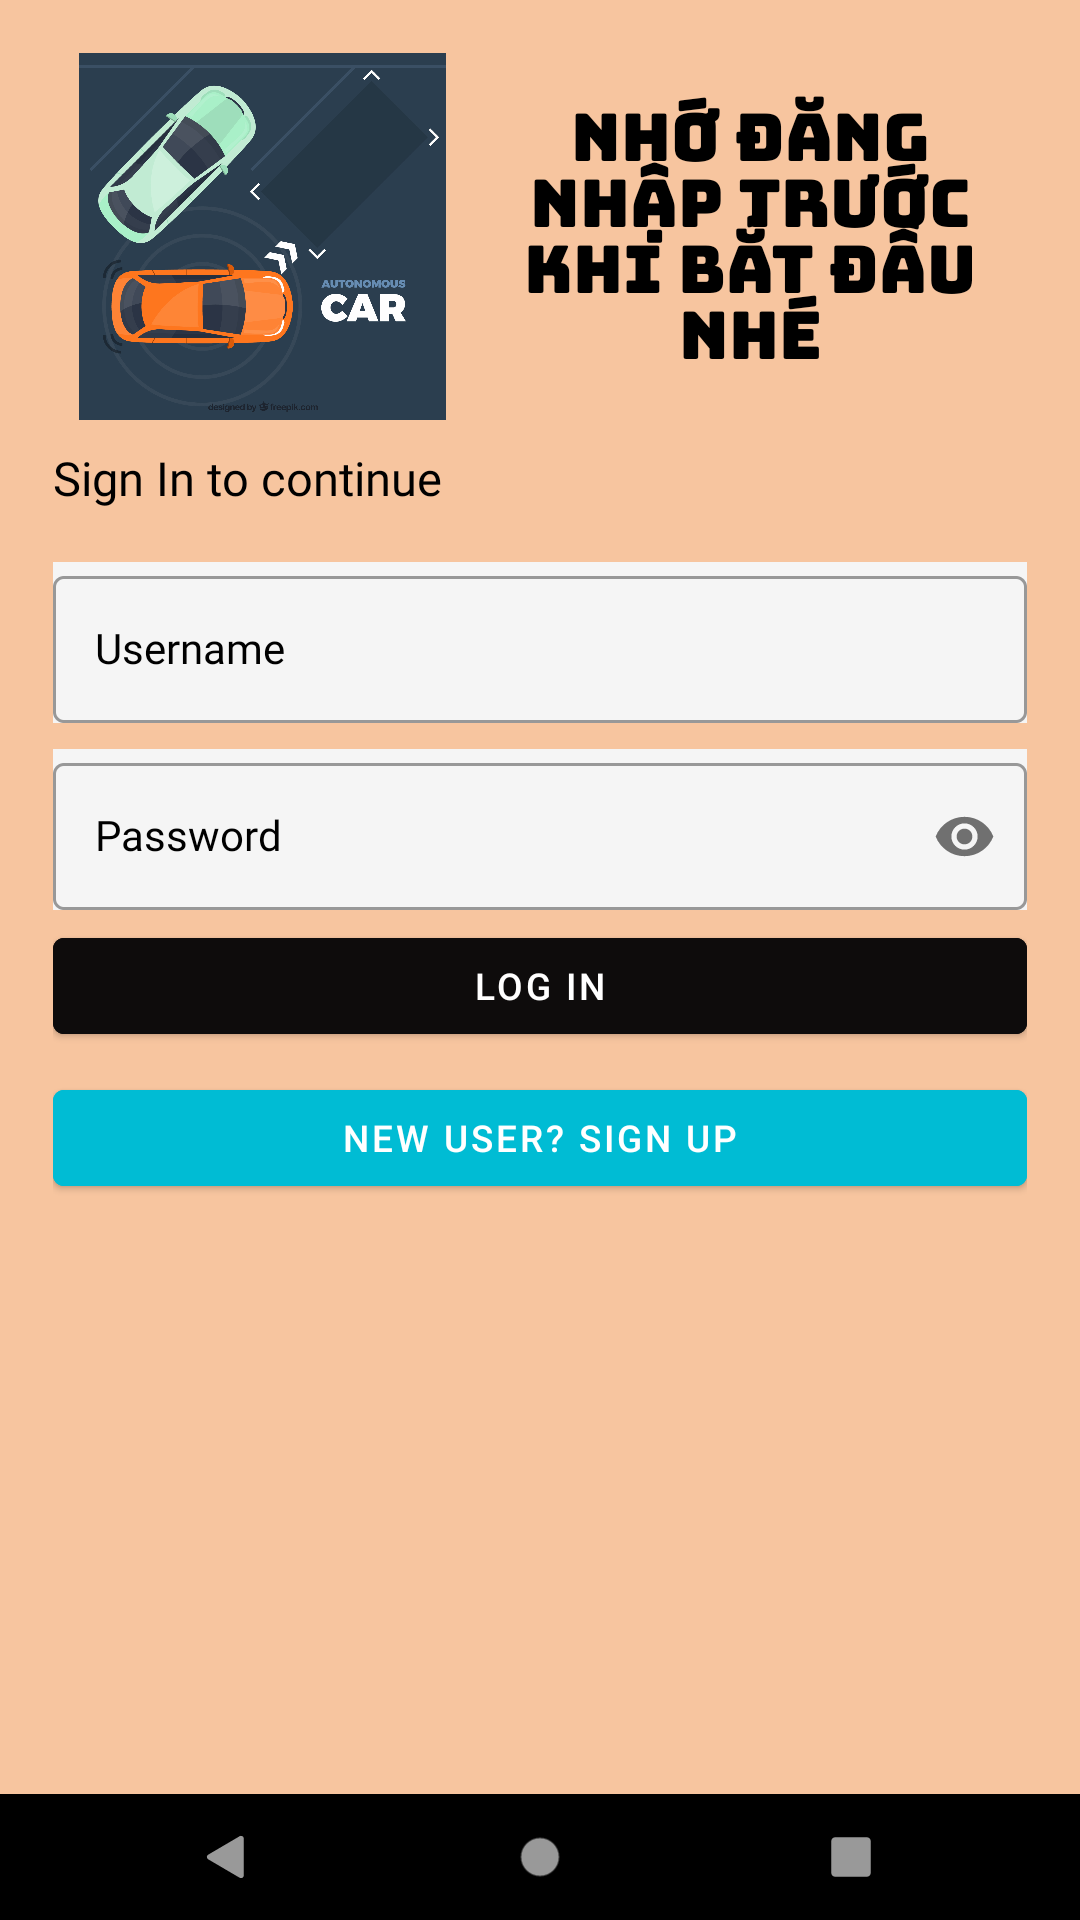 AUTONOMOUS
CAR
designed by freepik.com
NHỚ ĐĂNG
NHẬP TRƯỚC
KHI BẮT ĐẦU
NHÉ
Sign In to continue
Username
Password
LOG IN
NEW USER? SIGN UP